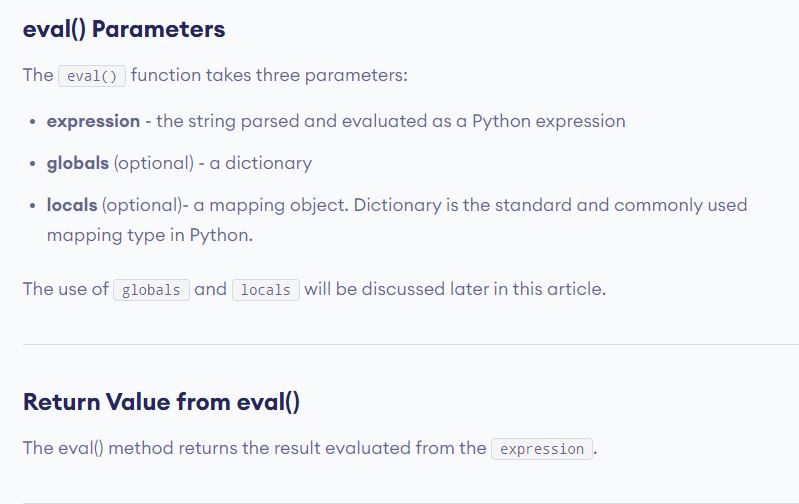 eval() Parameters
The eval() function takes three parameters:
• expression - the string parsed and evaluated as a Python expression
• globals (optional) - a dictionary
• locals (optional)- a mapping object. Dictionary is the standard and commonly used
mapping type in Python.
The use of globals and locals will be discussed later in this article.
Return Value from eval()
The eval() method returns the result evaluated from the expression.